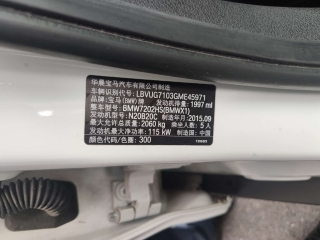 华晨宝马汽车有限公司制造
车辆识别代号: LBVUG7103GME45971
品牌: 宝马(BMW)牌 发动机排量: 1997 ml
整车型号: BMW7202HS(BMWX1)
发动机型号: N20B20C 制造年月: 2015.09
最大允许总质量: 2060 kg 乘坐人数: 5 人
发动机最大净功率: 115 kW 制造国: 中国
颜色代码/色号: 300